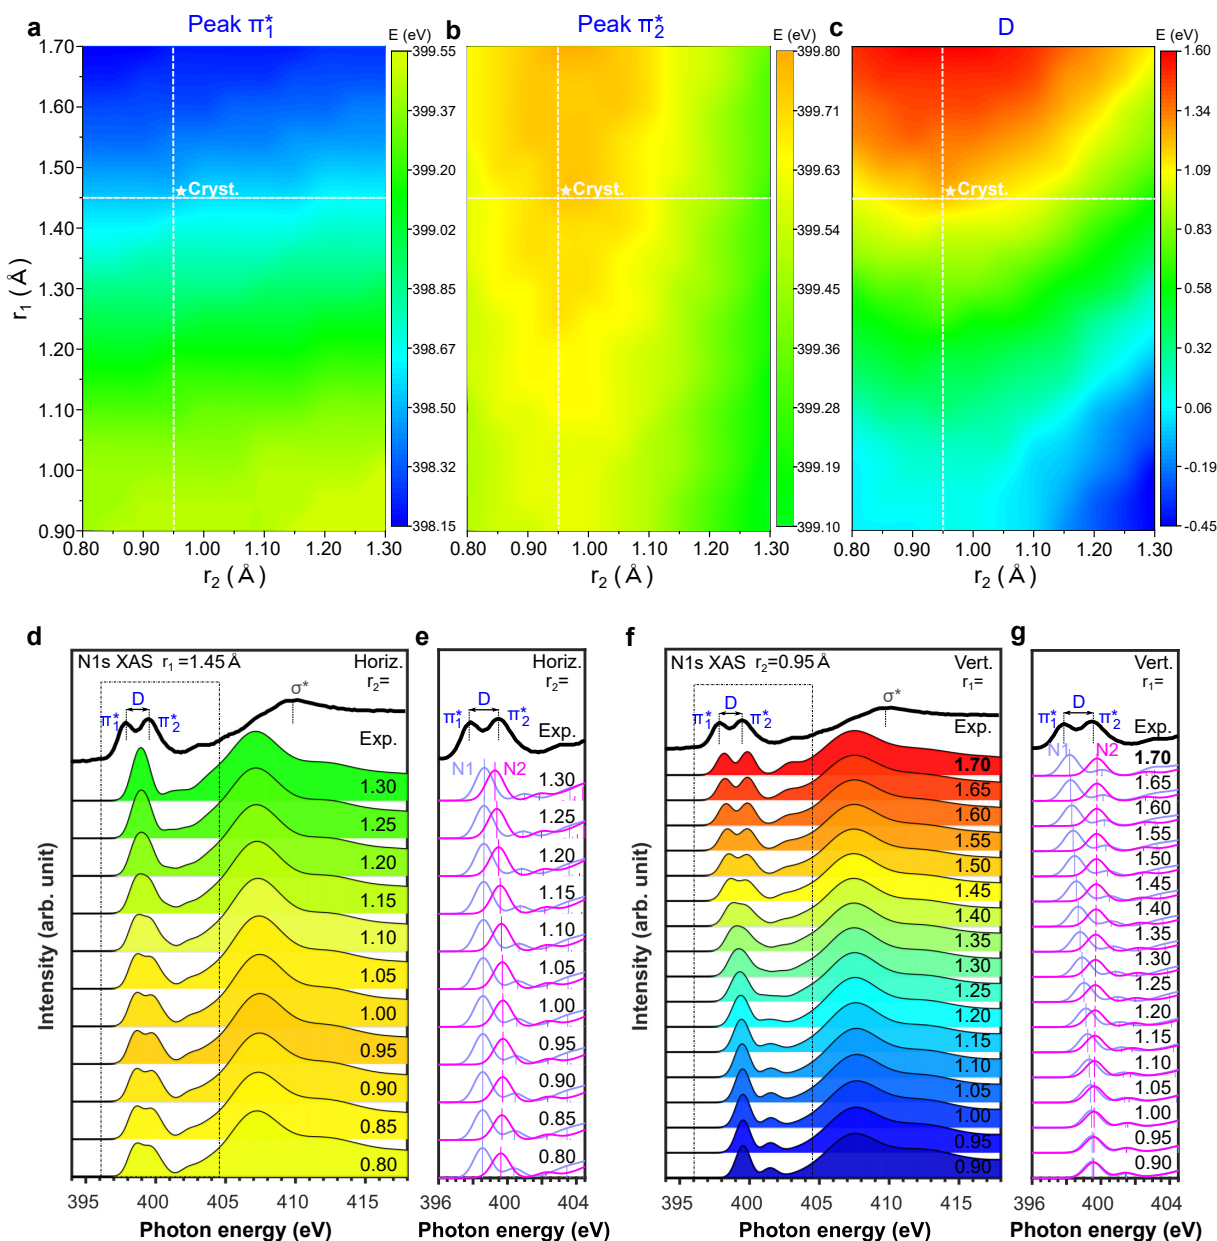 a Peak π₁* E (eV) b Peak π₂* E (eV) c D E (eV)
1.70
1.60
1.50
1.40
1.30
1.20
1.10
1.00
0.90
r₁ (Å)
Cryst.
399.55
399.37
399.20
399.02
398.85
398.67
398.50
398.32
398.15
0.80 0.90 1.00 1.10 1.20 1.30
r₂ (Å)
Cryst.
399.80
399.71
399.63
399.54
399.45
399.36
399.28
399.19
399.10
0.80 0.90 1.00 1.10 1.20 1.30
r₂ (Å)
Cryst.
1.60
1.34
1.09
0.83
0.58
0.32
0.06
-0.19
-0.45
0.80 0.90 1.00 1.10 1.20 1.30
r₂ (Å)
d
N1s XAS r₁=1.45Å Horiz.
r₂=
D
σ*
π₁* π₂*
Exp.
1.30
1.25
1.20
1.15
1.10
1.05
1.00
0.95
0.90
0.85
0.80
Intensity (arb. unit)
395 400 405 410 415
Photon energy (eV)
e
Horiz.
r₂=
D
π₁* π₂*
Exp.
N1 N2
1.30
1.25
1.20
1.15
1.10
1.05
1.00
0.95
0.90
0.85
0.80
396 400 404
Photon energy (eV)
f
N1s XAS r₂=0.95Å Vert.
r₁=
D
σ*
π₁* π₂*
Exp.
1.70
1.65
1.60
1.55
1.50
1.45
1.40
1.35
1.30
1.25
1.20
1.15
1.10
1.05
1.00
0.95
0.90
Intensity (arb. unit)
395 400 405 410 415
Photon energy (eV)
g
Vert.
r₁=
D
π₁* π₂*
Exp.
N1 N2
1.70
1.65
1.60
1.55
1.50
1.45
1.40
1.35
1.30
1.25
1.20
1.15
1.10
1.05
1.00
0.95
0.90
396 400 404
Photon energy (eV)